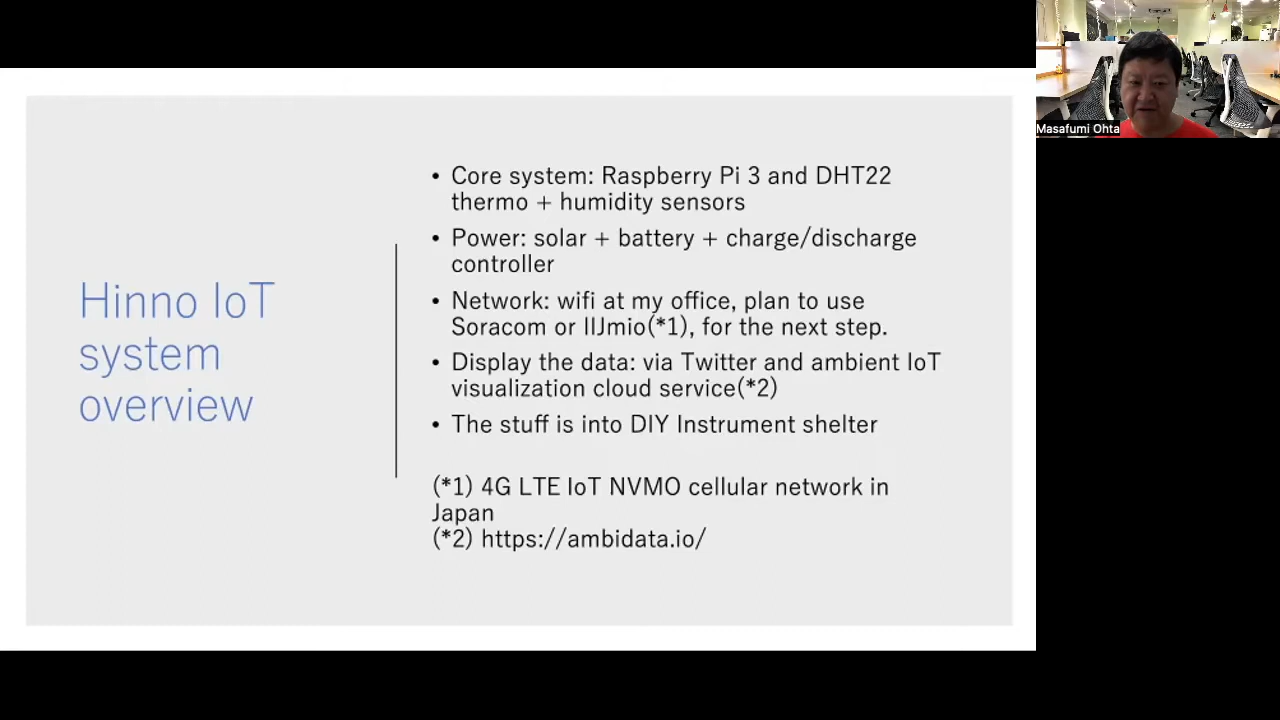 Hinno IoT
system
overview
• Core system: Raspberry Pi 3 and DHT22
thermo + humidity sensors
• Power: solar + battery + charge/discharge
controller
• Network: wifi at my office, plan to use
Soracom or IIJmio(*1), for the next step.
• Display the data: via Twitter and ambient IoT
visualization cloud service(*2)
• The stuff is into DIY Instrument shelter
(*1) 4G LTE IoT NVMO cellular network in
Japan
(*2) https://ambidata.io/
Masafumi Ohta